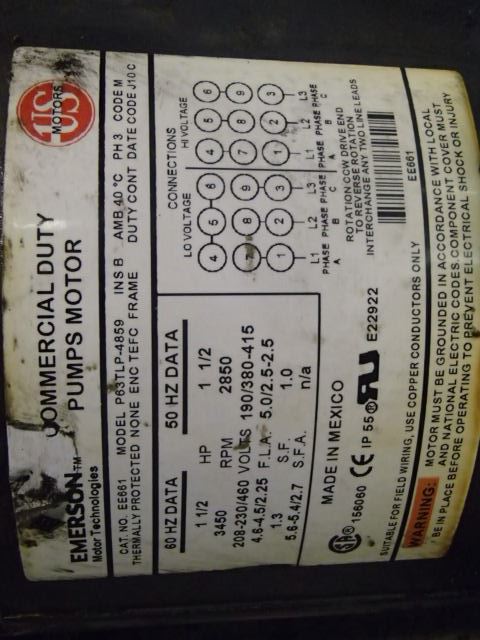 US
MOTORS
COMMERCIAL DUTY
PUMPS MOTOR
EMERSON™
Motor Technologies
CAT. NO. EE661 MODEL P63TLP-4859 INS B AMB 40 °C PH 3 CODE M
THERMALLY PROTECTED NONE ENC TEFC FRAME DUTY CONT DATE CODE J10 C
60 HZ DATA 50 HZ DATA
1 1/2 HP 1 1/2
3450 RPM 2850
208-230/460 VOLTS 190/380-415
4.6-4.5/2.25 F.L.A. 5.0/2.5-2.5
1.3 S.F. 1.0
5.6-5.4/2.7 S.F.A. n/a
MADE IN MEXICO
156060 CE IP 55 E22922
CONNECTIONS
LO VOLTAGE HI VOLTAGE
4 5 6 4 5 6
7 8 9 7 8 9
1 2 3 1 2 3
L1 L2 L3 L1 L2 L3
PHASE PHASE PHASE PHASE PHASE PHASE
A B C A B C
ROTATION CCW DRIVE END
TO REVERSE ROTATION
INTERCHANGE ANY TWO LINE LEADS
EE661
SUITABLE FOR FIELD WIRING, USE COPPER CONDUCTORS ONLY
WARNING: MOTOR MUST BE GROUNDED IN ACCORDANCE WITH LOCAL
AND NATIONAL ELECTRIC CODES. COMPONENT COVER MUST
BE IN PLACE BEFORE OPERATING TO PREVENT ELECTRICAL SHOCK OR INJURY